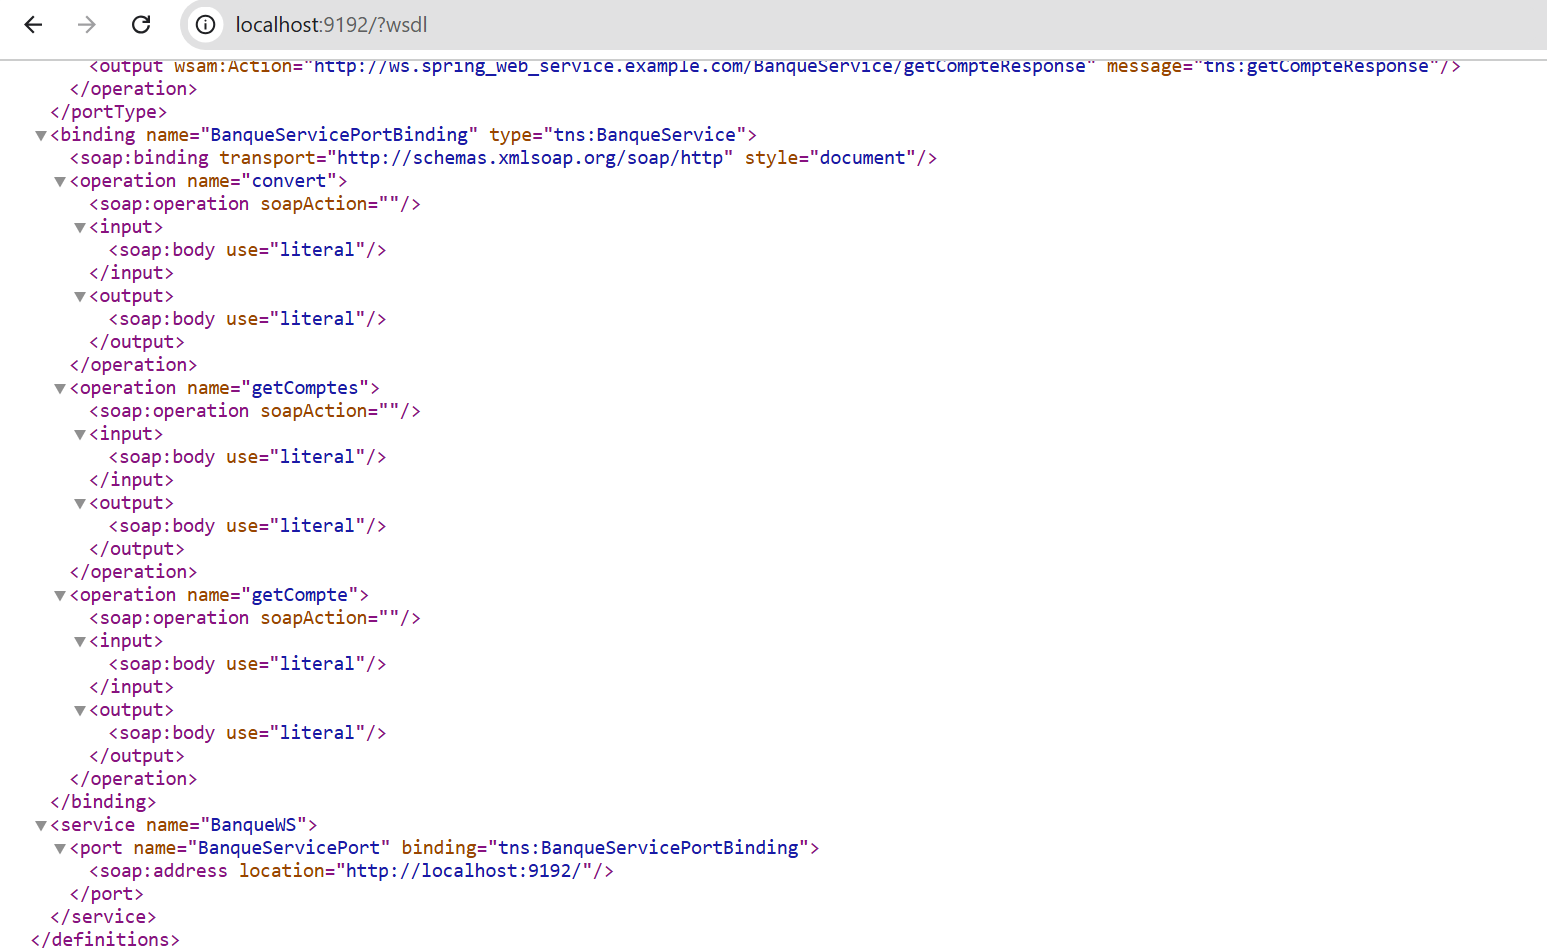 localhost:9192/?wsdl
<output wsam:Action="http://ws.spring_web_service.example.com/BanqueService/getCompteResponse" message="tns:getCompteResponse"/>
</operation>
</portType>
<binding name="BanqueServicePortBinding" type="tns:BanqueService">
<soap:binding transport="http://schemas.xmlsoap.org/soap/http" style="document"/>
<operation name="convert">
<soap:operation soapAction=""/>
<input>
<soap:body use="literal"/>
</input>
<output>
<soap:body use="literal"/>
</output>
</operation>
<operation name="getComptes">
<soap:operation soapAction=""/>
<input>
<soap:body use="literal"/>
</input>
<output>
<soap:body use="literal"/>
</output>
</operation>
<operation name="getCompte">
<soap:operation soapAction=""/>
<input>
<soap:body use="literal"/>
</input>
<output>
<soap:body use="literal"/>
</output>
</operation>
</binding>
<service name="BanqueWS">
<port name="BanqueServicePort" binding="tns:BanqueServicePortBinding">
<soap:address location="http://localhost:9192/"/>
</port>
</service>
</definitions>